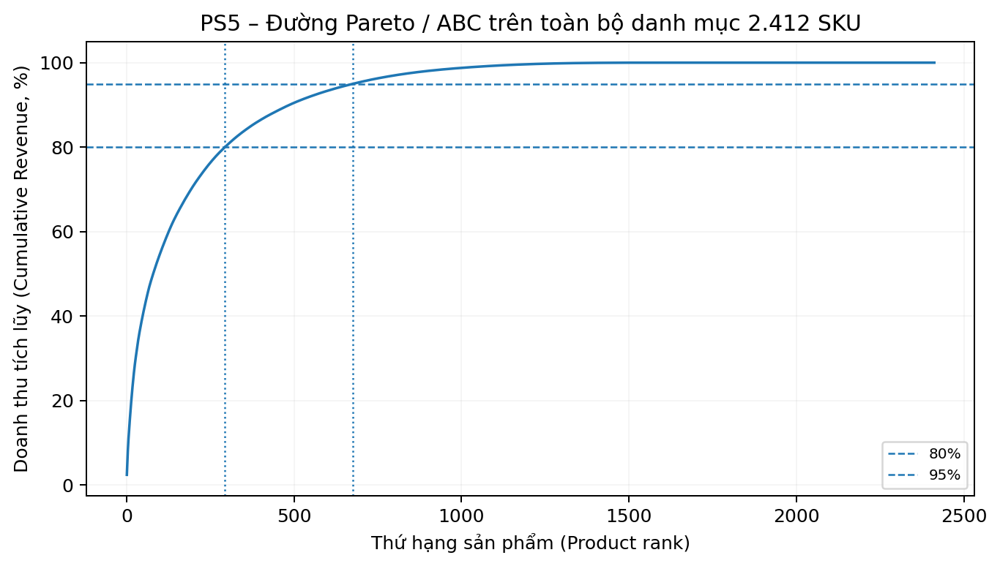 PS5 – Đường Pareto / ABC trên toàn bộ danh mục 2.412 SKU
Doanh thu tích lũy (Cumulative Revenue, %)
100
80
60
40
20
0
80%
95%
0 500 1000 1500 2000 2500
Thứ hạng sản phẩm (Product rank)